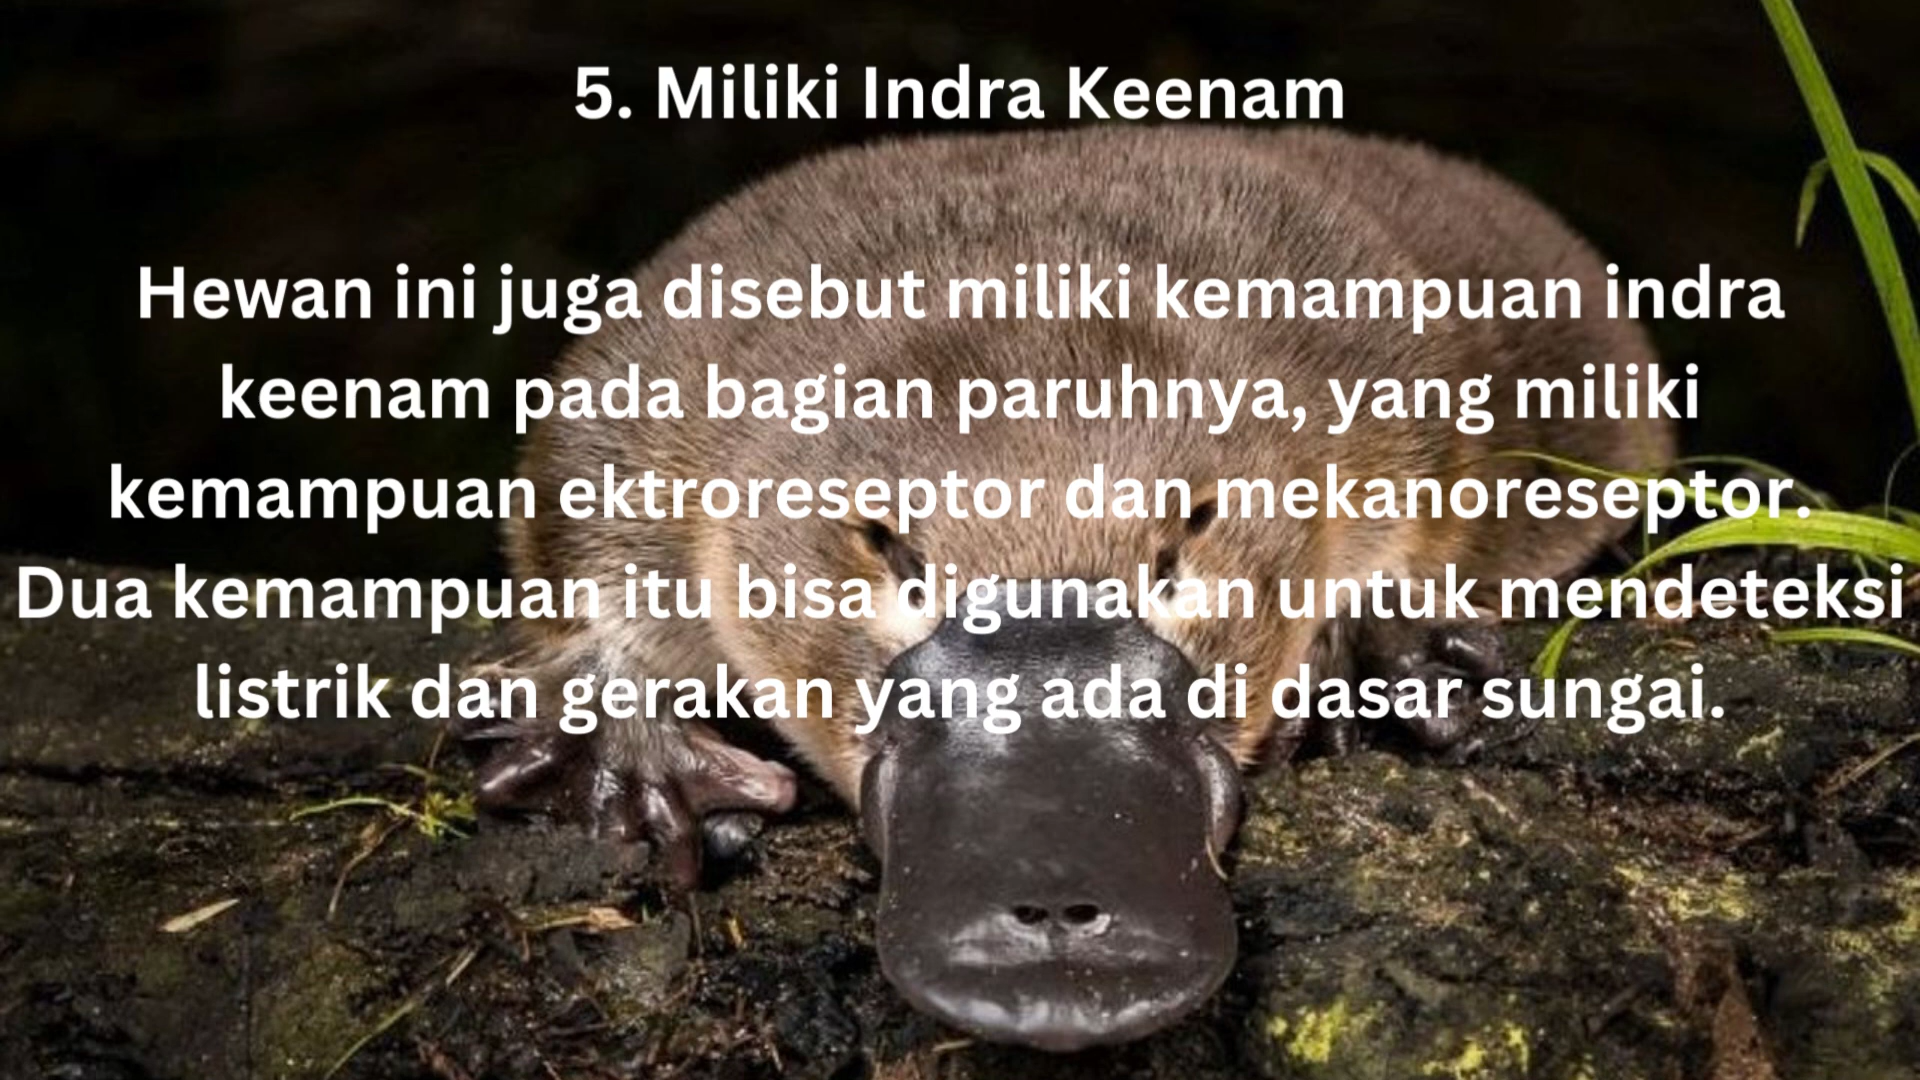 5. Miliki Indra Keenam
Hewan ini juga disebut miliki kemampuan indra
keenam pada bagian paruhnya, yang miliki
kemampuan ektroreseptor dan mekanoreseptor.
Dua kemampuan itu bisa digunakan untuk mendeteksi
listrik dan gerakan yang ada di dasar sungai.